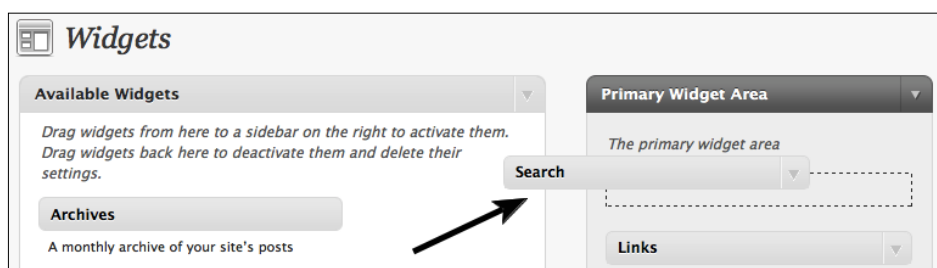 Widgets
Available Widgets
Drag widgets from here to a sidebar on the right to activate them.
Drag widgets back here to deactivate them and delete their
settings.
Archives
A monthly archive of your site's posts
Search
Primary Widget Area
The primary widget area
Links